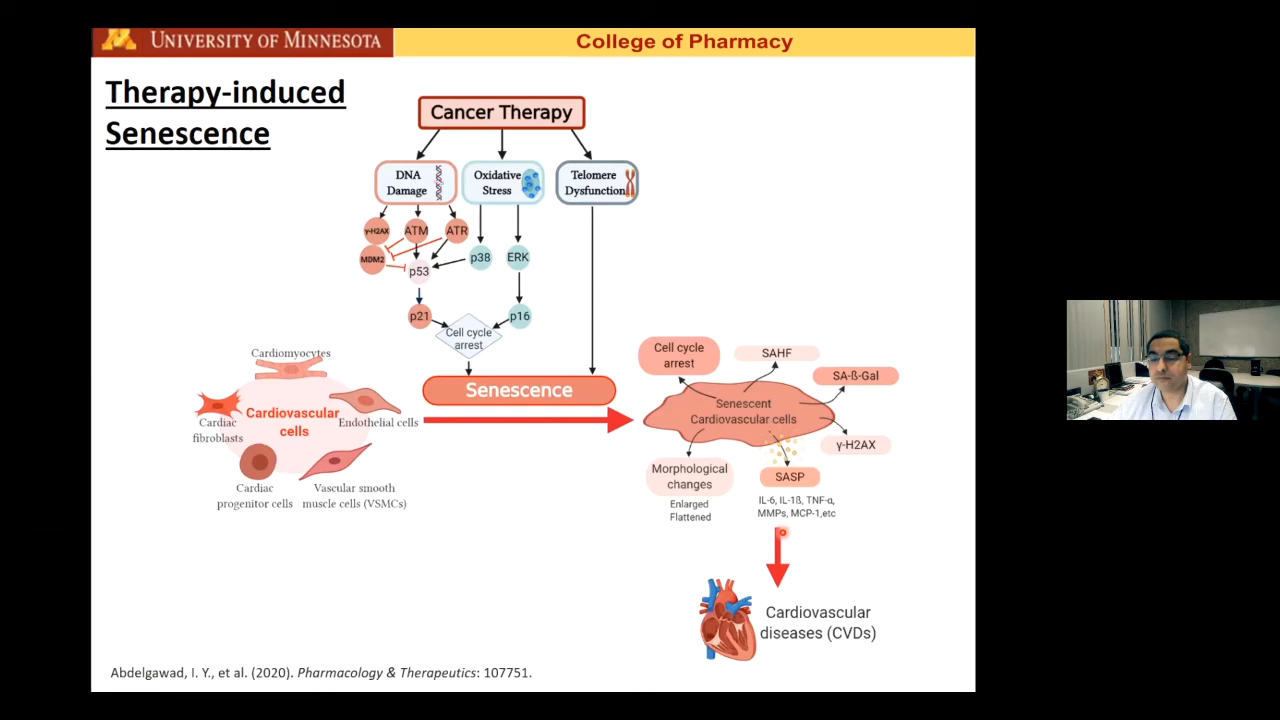 UNIVERSITY OF MINNESOTA
College of Pharmacy
Therapy-induced
Senescence
Cancer Therapy
DNA
Damage
Oxidative
Stress
Telomere
Dysfunction
γ-H2AX
ATM
ATR
MDM2
p53
p38
ERK
p21
p16
Cell cycle
arrest
Senescence
Cardiomyocytes
Cardiac
fibroblasts
Cardiovascular
cells
Endothelial cells
Cardiac
progenitor cells
Vascular smooth
muscle cells (VSMCs)
Cell cycle
arrest
SAHF
SA-ß-Gal
Senescent
Cardiovascular cells
γ-H2AX
Morphological
changes
Enlarged
Flattened
SASP
IL-6, IL-1ß, TNF-α,
MMPs, MCP-1,etc
Cardiovascular
diseases (CVDs)
Abdelgawad, I. Y., et al. (2020). Pharmacology & Therapeutics: 107751.